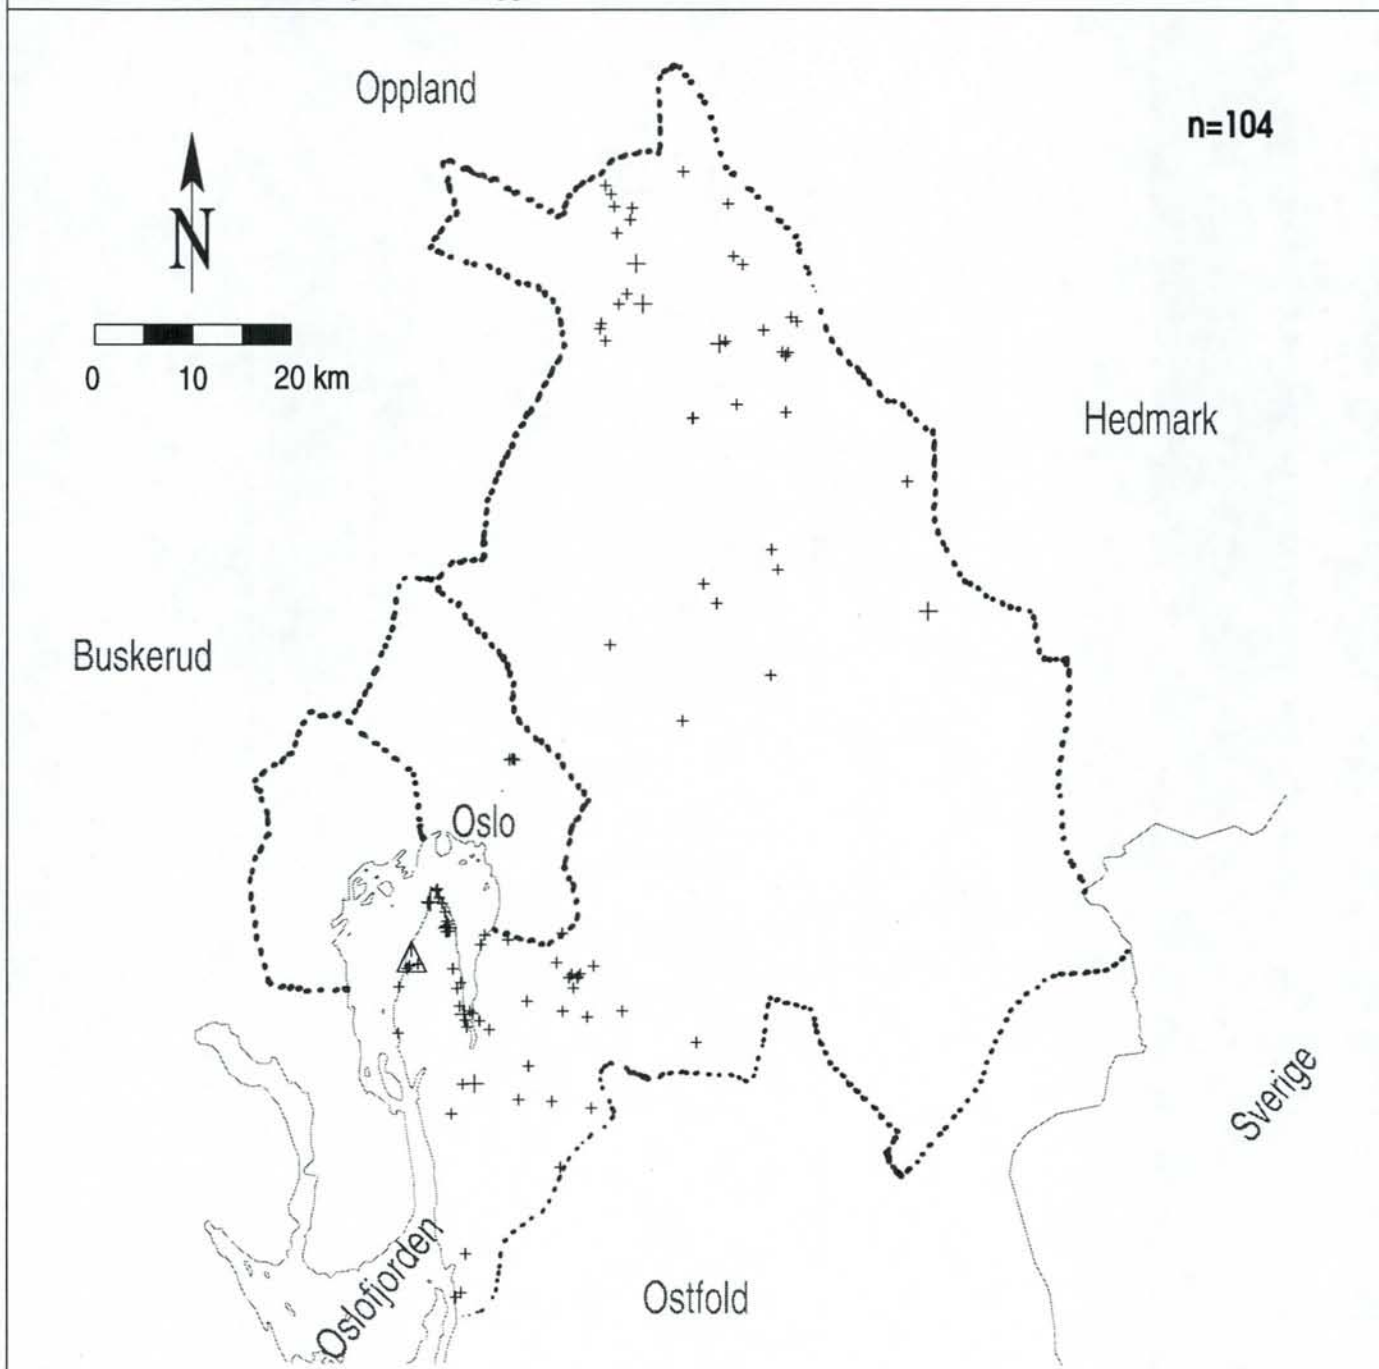 Oppland
n=104
N
0 10 20 km
Hedmark
Buskerud
Oslo
Sverige
Oslofjorden
Ostfold